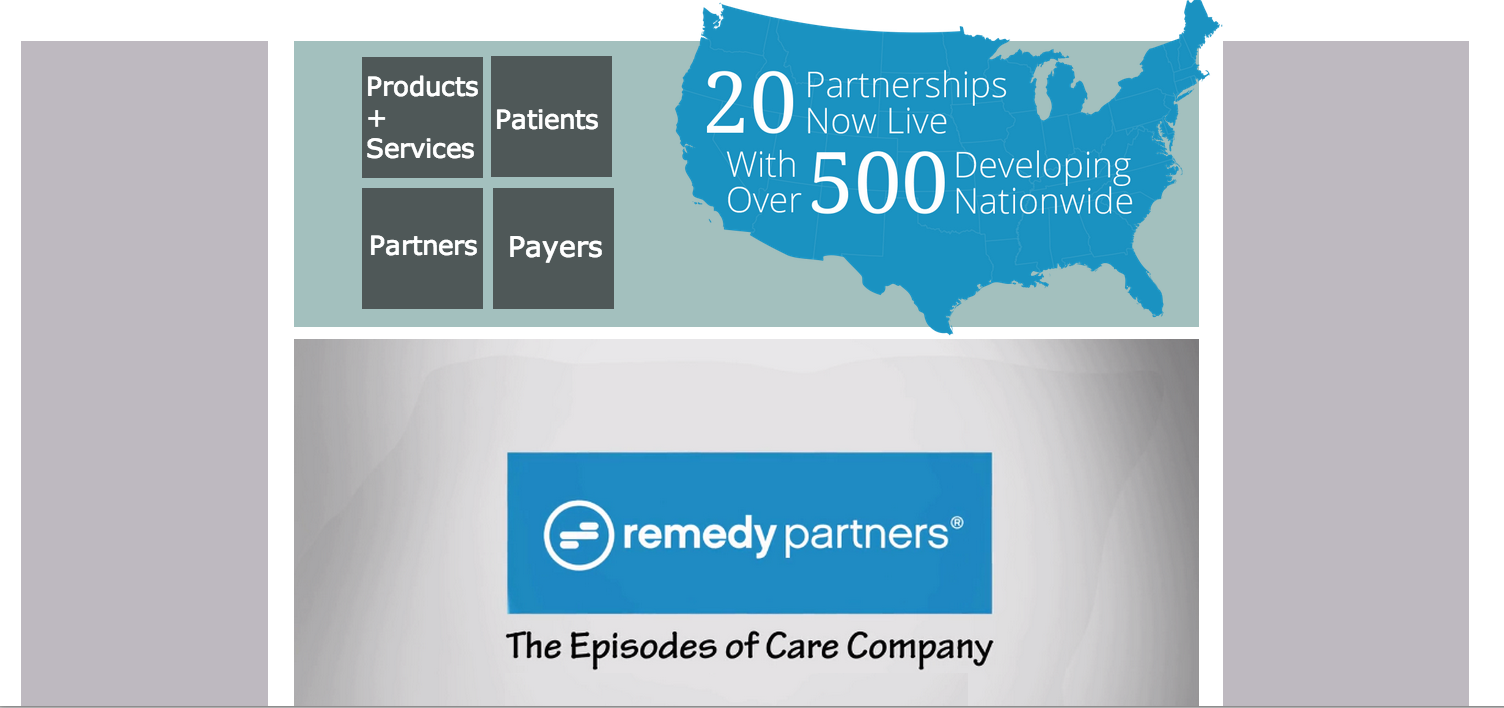 Products
+
Services
Patients
Partners
Payers
20 Partnerships
Now Live
With
Over 500 Developing
Nationwide
remedy partners®
The Episodes of Care Company